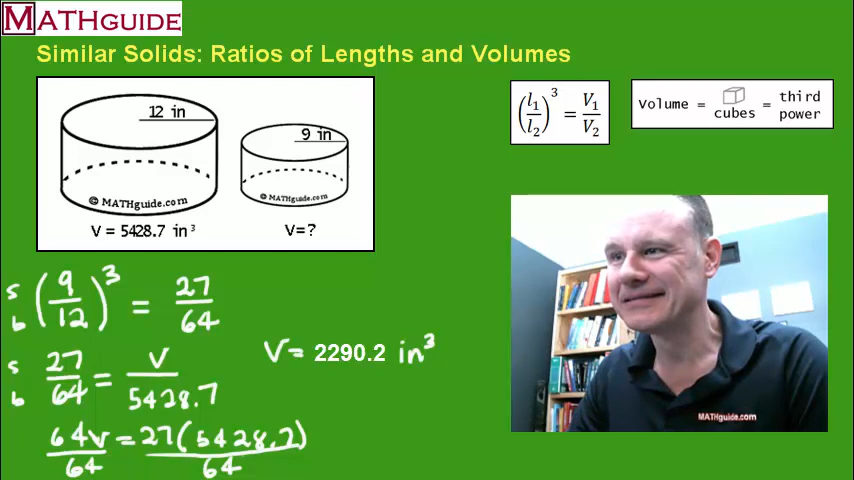 MATHGUIDE
Similar Solids: Ratios of Lengths and Volumes
12 in
9 in
© MATHguide.com
© MATHguide.com
V = 5428.7 in³
V=?
(l₁/l₂)³ = V₁/V₂
Volume = cubes = third power
s
b
(9/12)³ = 27/64
s
b
27/64 = V/5428.7
V= 2290.2 in³
64V/64 = 27(5428.7)/64
MATHguide.com